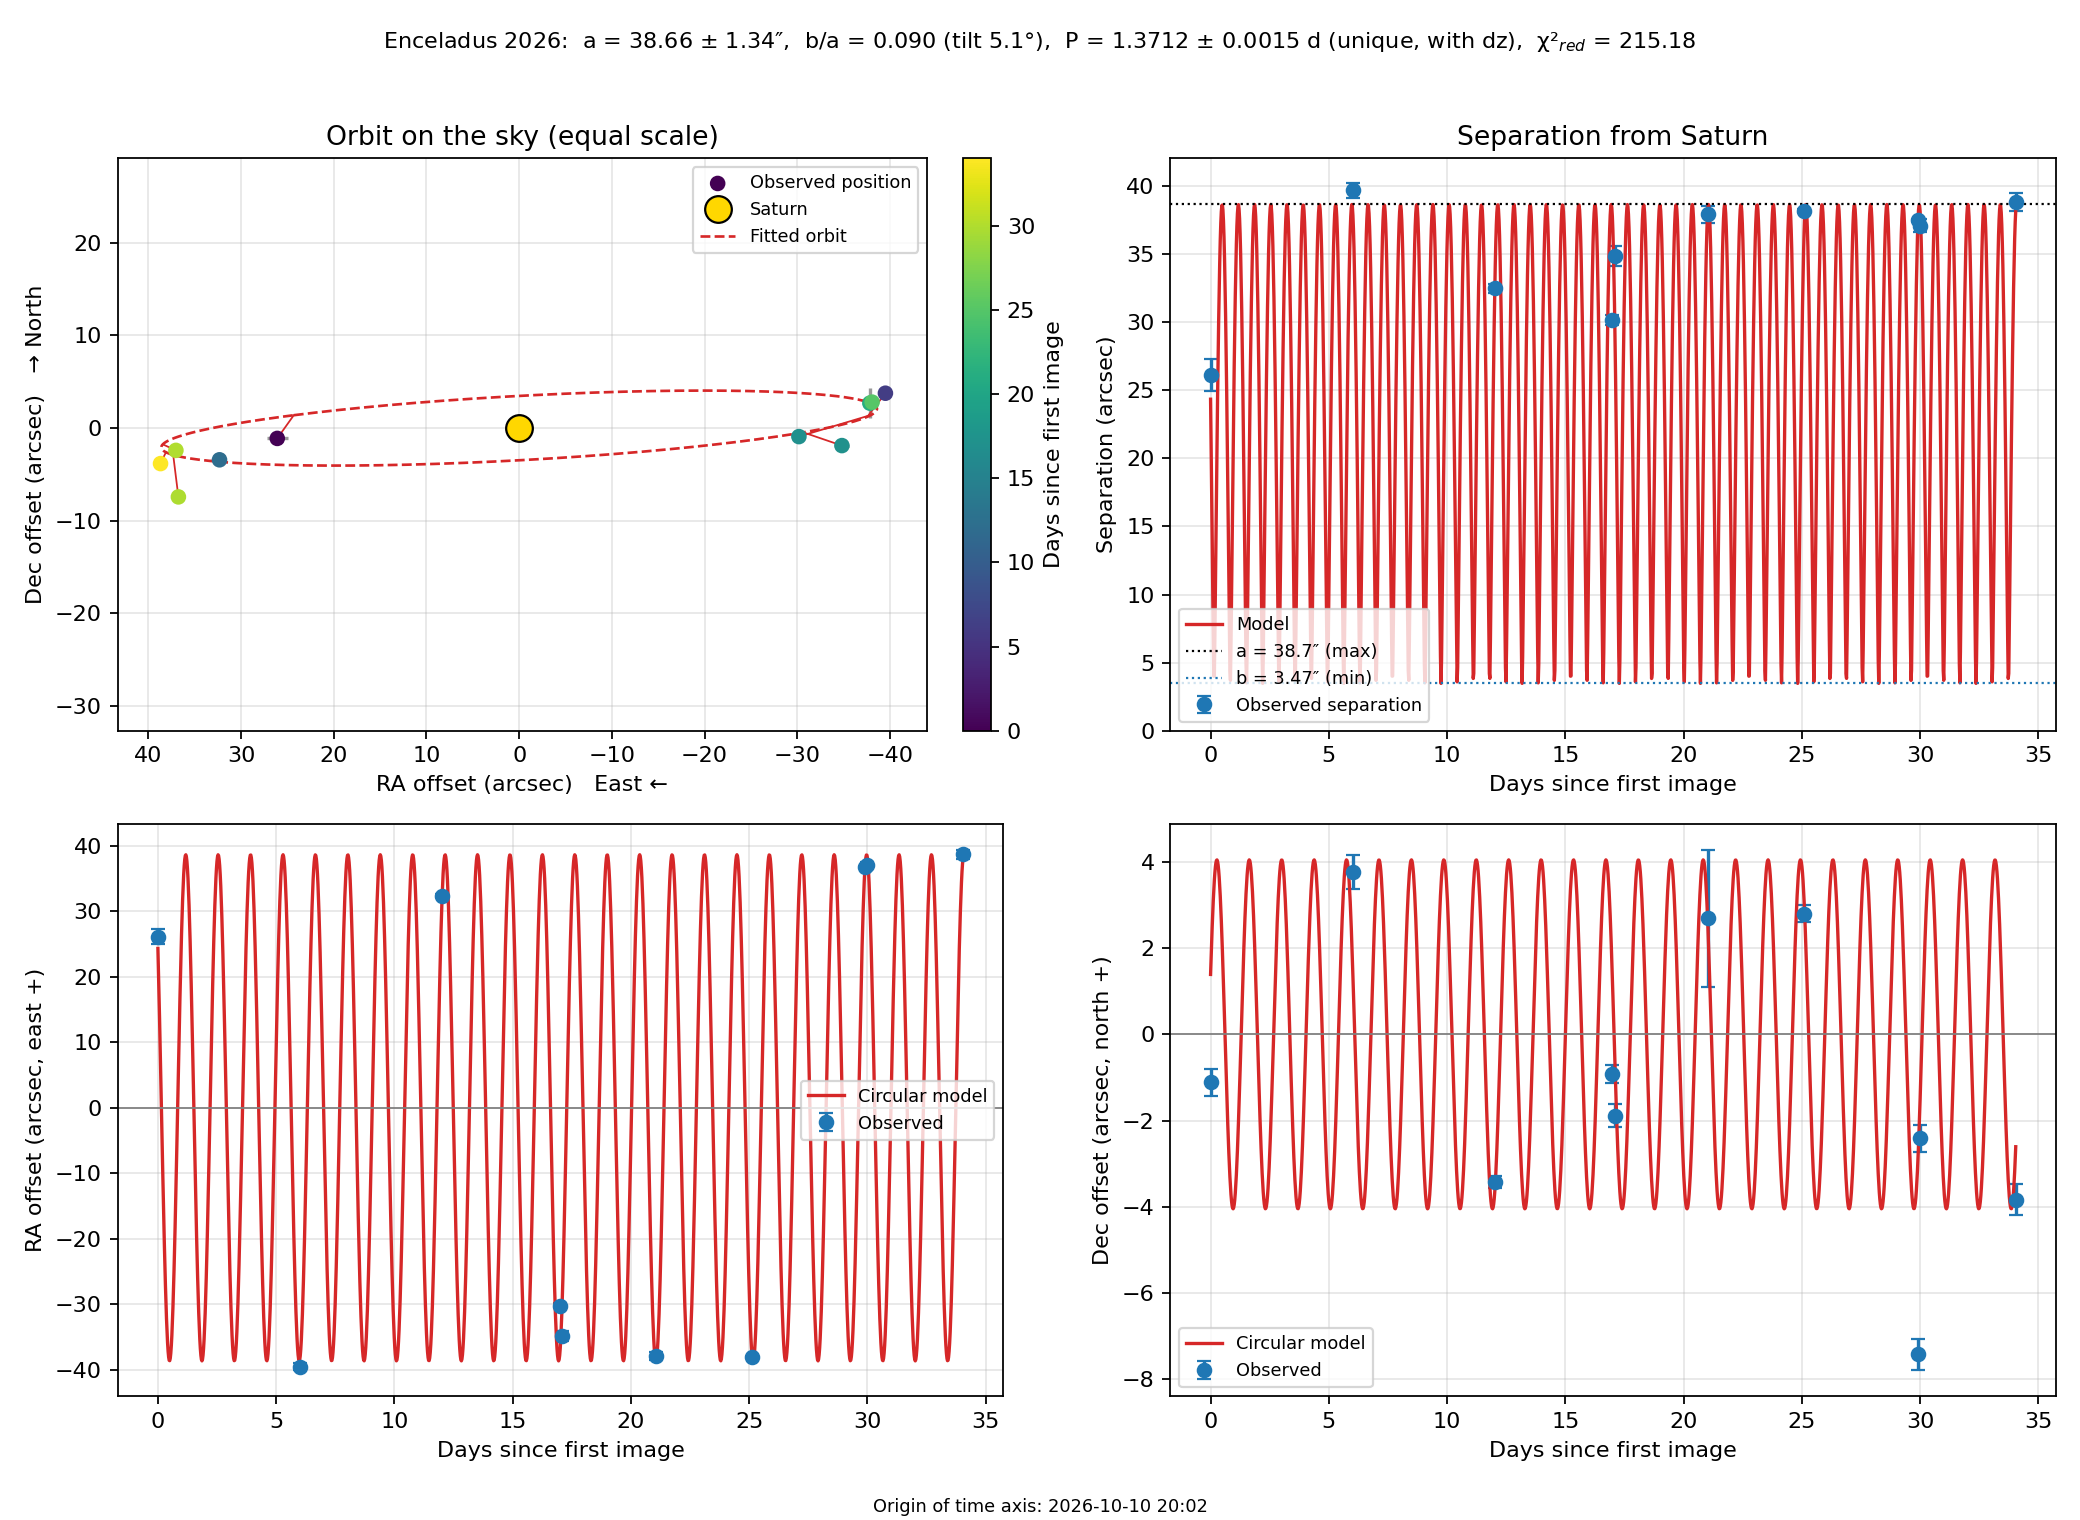 Enceladus 2026:  a = 38.66 ± 1.34″,  b/a = 0.090 (tilt 5.1°),  P = 1.3712 ± 0.0015 d (unique, with dz),  χ²red = 215.18
Orbit on the sky (equal scale)
Observed position
Saturn
Fitted orbit
20
10
0
−10
−20
−30
Dec offset (arcsec)   → North
40 30 20 10 0 −10 −20 −30 −40
RA offset (arcsec)   East ←
30
25
20
15
10
5
0
Days since first image
Separation from Saturn
40
35
30
25
20
15
10
5
0
Separation (arcsec)
Model
a = 38.7″ (max)
b = 3.47″ (min)
Observed separation
0 5 10 15 20 25 30 35
Days since first image
40
30
20
10
0
−10
−20
−30
−40
RA offset (arcsec, east +)
Circular model
Observed
0 5 10 15 20 25 30 35
Days since first image
4
2
0
−2
−4
−6
−8
Dec offset (arcsec, north +)
Circular model
Observed
0 5 10 15 20 25 30 35
Days since first image
Origin of time axis: 2026-10-10 20:02